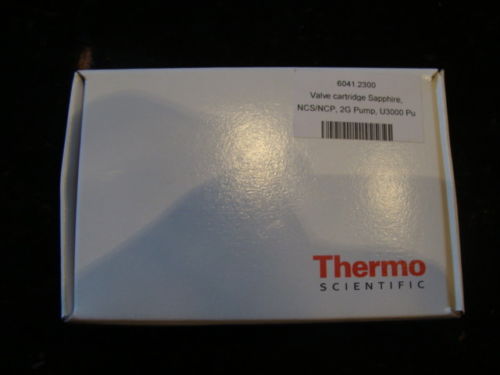 6041.2300
Valve cartridge Sapphire,
NCS/NCP, 2G Pump, U3000 Pu
Thermo
SCIENTIFIC